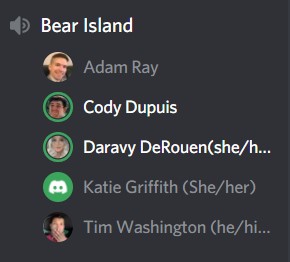 Bear Island
Adam Ray
Cody Dupuis
Daravy DeRouen(she/h...
Katie Griffith (She/her)
Tim Washington (he/hi...